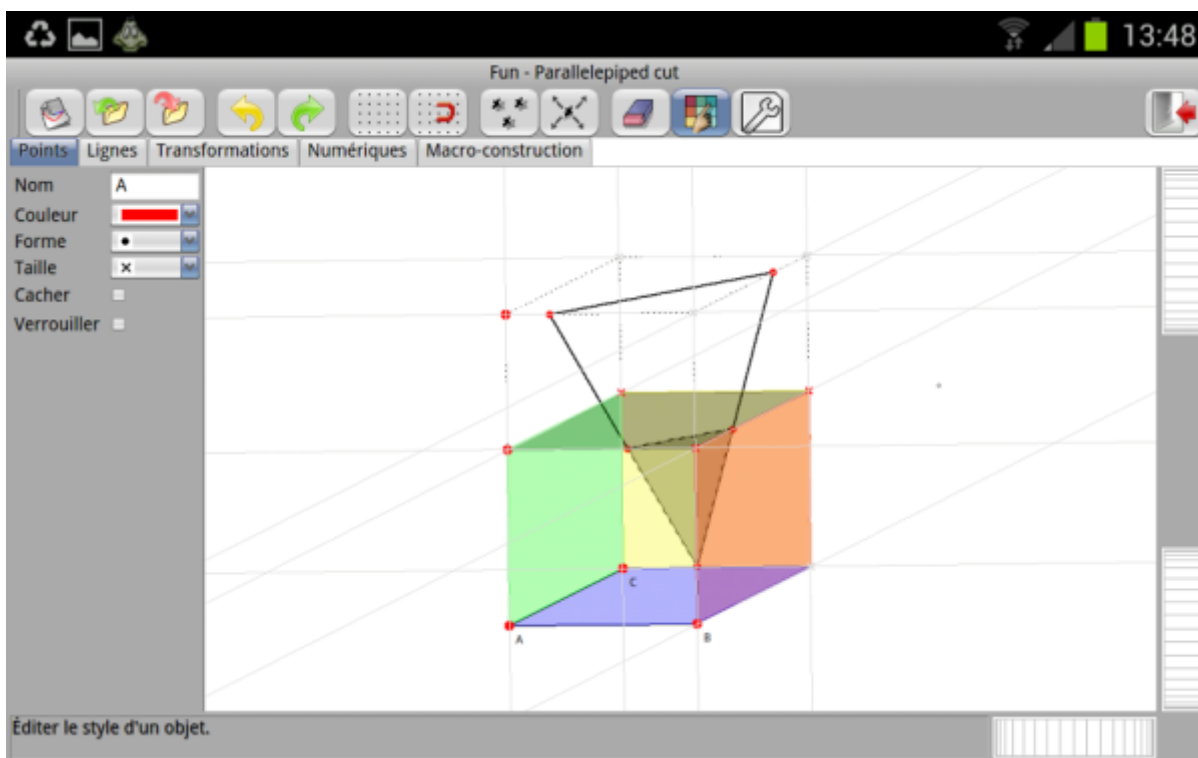 13:48
Fun - Parallelepiped cut
Points Lignes Transformations Numériques Macro-construction
Nom A
Couleur
Forme
Taille
Cacher
Verrouiller
C
A B
Éditer le style d'un objet.